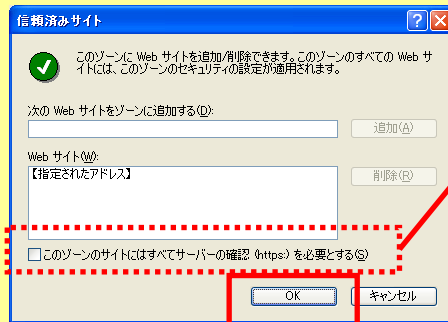 信頼済みサイト
このゾーンに Web サイトを追加/削除できます。このゾーンのすべての Web サ
イトには、このゾーンのセキュリティの設定が適用されます。
次の Web サイトをゾーンに追加する(D):
追加(A)
Web サイト(W):
【指定されたアドレス】
削除(R)
このゾーンのサイトにはすべてサーバーの確認 (https:) を必要とする(S)
OK
キャンセル